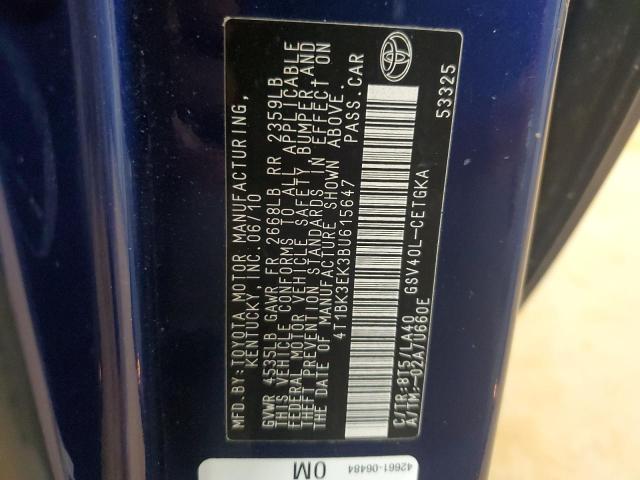 MFD.BY:TOYOTA MOTOR MANUFACTURING,
KENTUCKY,INC.06/10
GVWR 4535LB GAWR FR 2668LB RR 2359LB
THIS VEHICLE CONFORMS TO ALL APPLICABLE
FEDERAL MOTOR VEHICLE SAFETY, BUMPER AND
THEFT PREVENTION STANDARDS IN EFFECT ON
THE DATE OF MANUFACTURE SHOWN ABOVE.
4T1BK3EK3BU615647 PASS.CAR
C/TR:8T5/LA40 GSV40L-CETGKA
A/TM:-02A/U660E 53325
42661-06484
0M